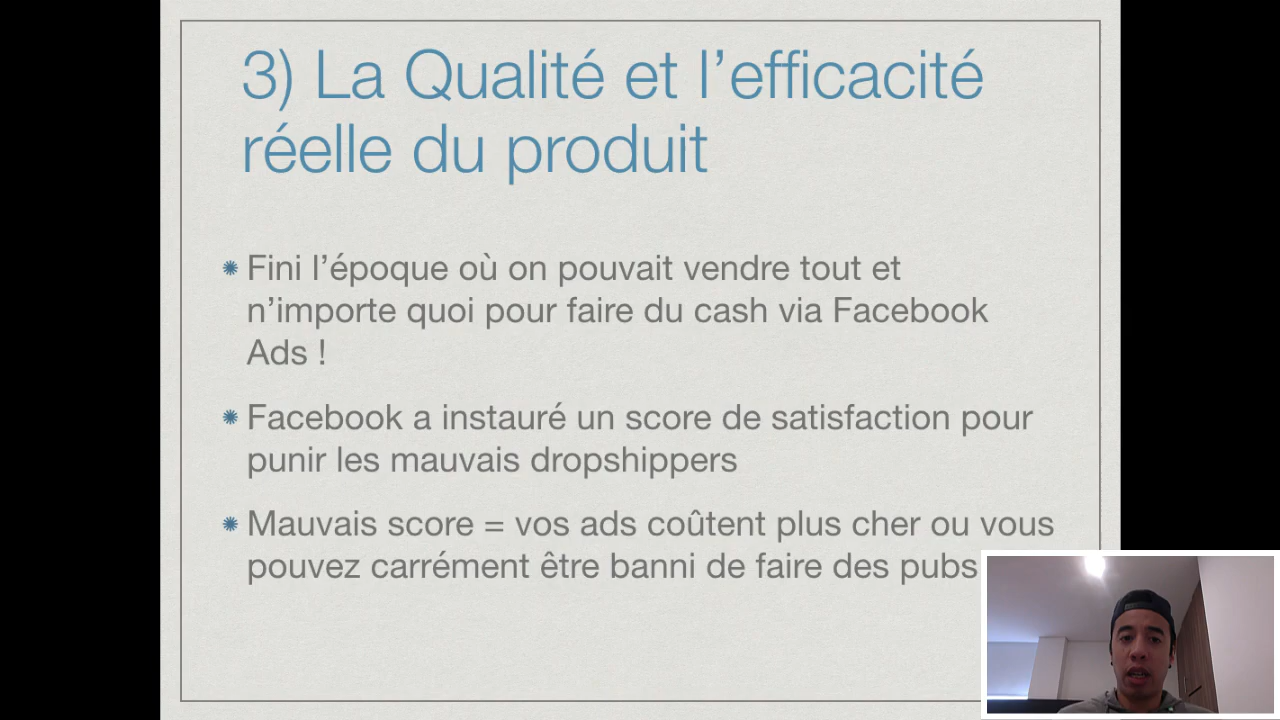 3) La Qualité et l’efficacité
réelle du produit
Fini l’époque où on pouvait vendre tout et
n’importe quoi pour faire du cash via Facebook
Ads !
Facebook a instauré un score de satisfaction pour
punir les mauvais dropshippers
Mauvais score = vos ads coûtent plus cher ou vous
pouvez carrément être banni de faire des pubs